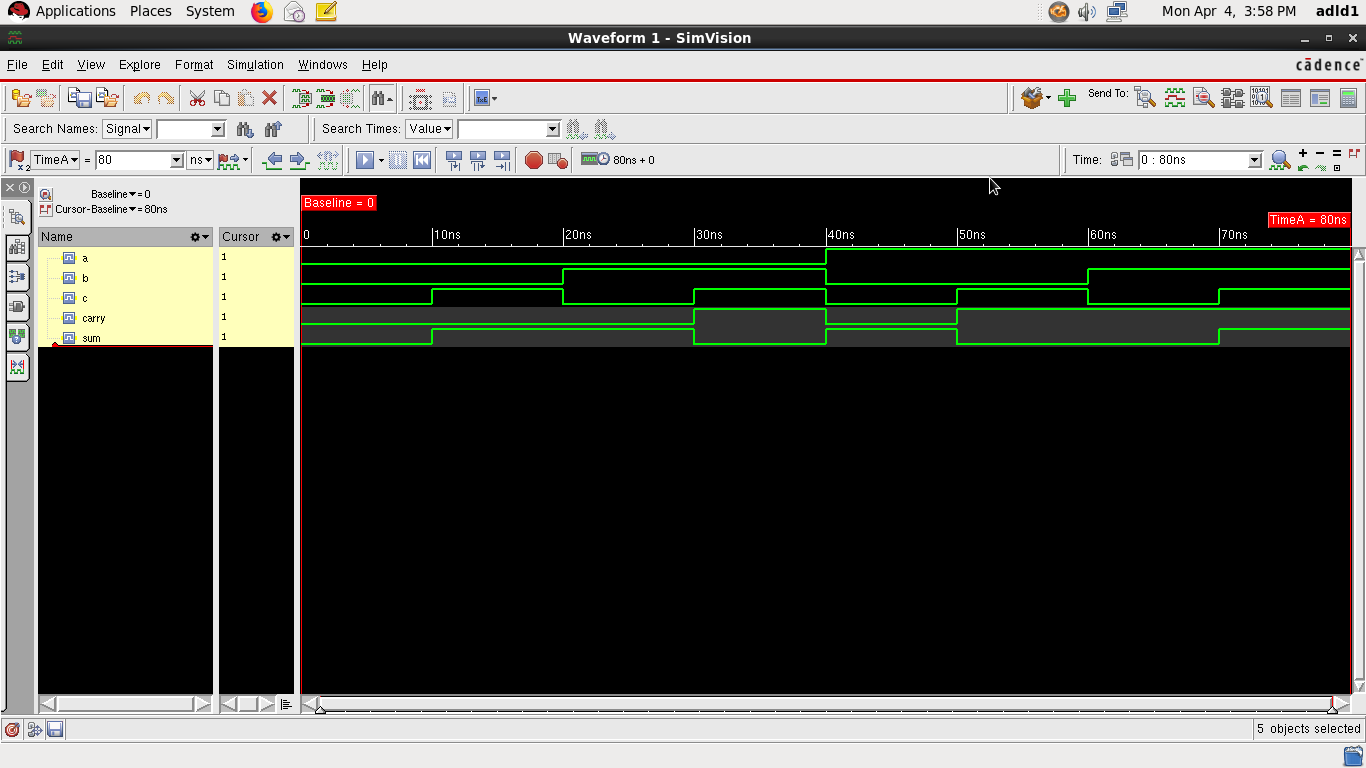 Applications Places System Mon Apr 4, 3:58 PM adld1
Waveform 1 - SimVision
File Edit View Explore Format Simulation Windows Help cādence
Send To:
Search Names: Signal Search Times: Value
TimeA = 80 ns 80ns + 0 Time: 0 : 80ns
Baseline = 0
Cursor-Baseline = 80ns
Baseline = 0
TimeA = 80ns
Name Cursor 0 10ns 20ns 30ns 40ns 50ns 60ns 70ns
a 1
b 1
c 1
carry 1
sum 1
5 objects selected